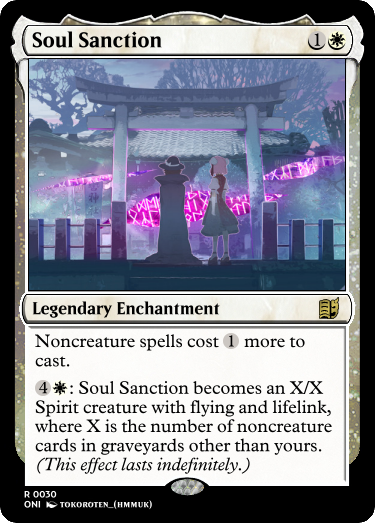 Soul Sanction 1
Legendary Enchantment
Noncreature spells cost 1 more to
cast.
4: Soul Sanction becomes an X/X
Spirit creature with flying and lifelink,
where X is the number of noncreature
cards in graveyards other than yours.
(This effect lasts indefinitely.)
R 0030
ONI TOKOROTEN_(HMMUK)